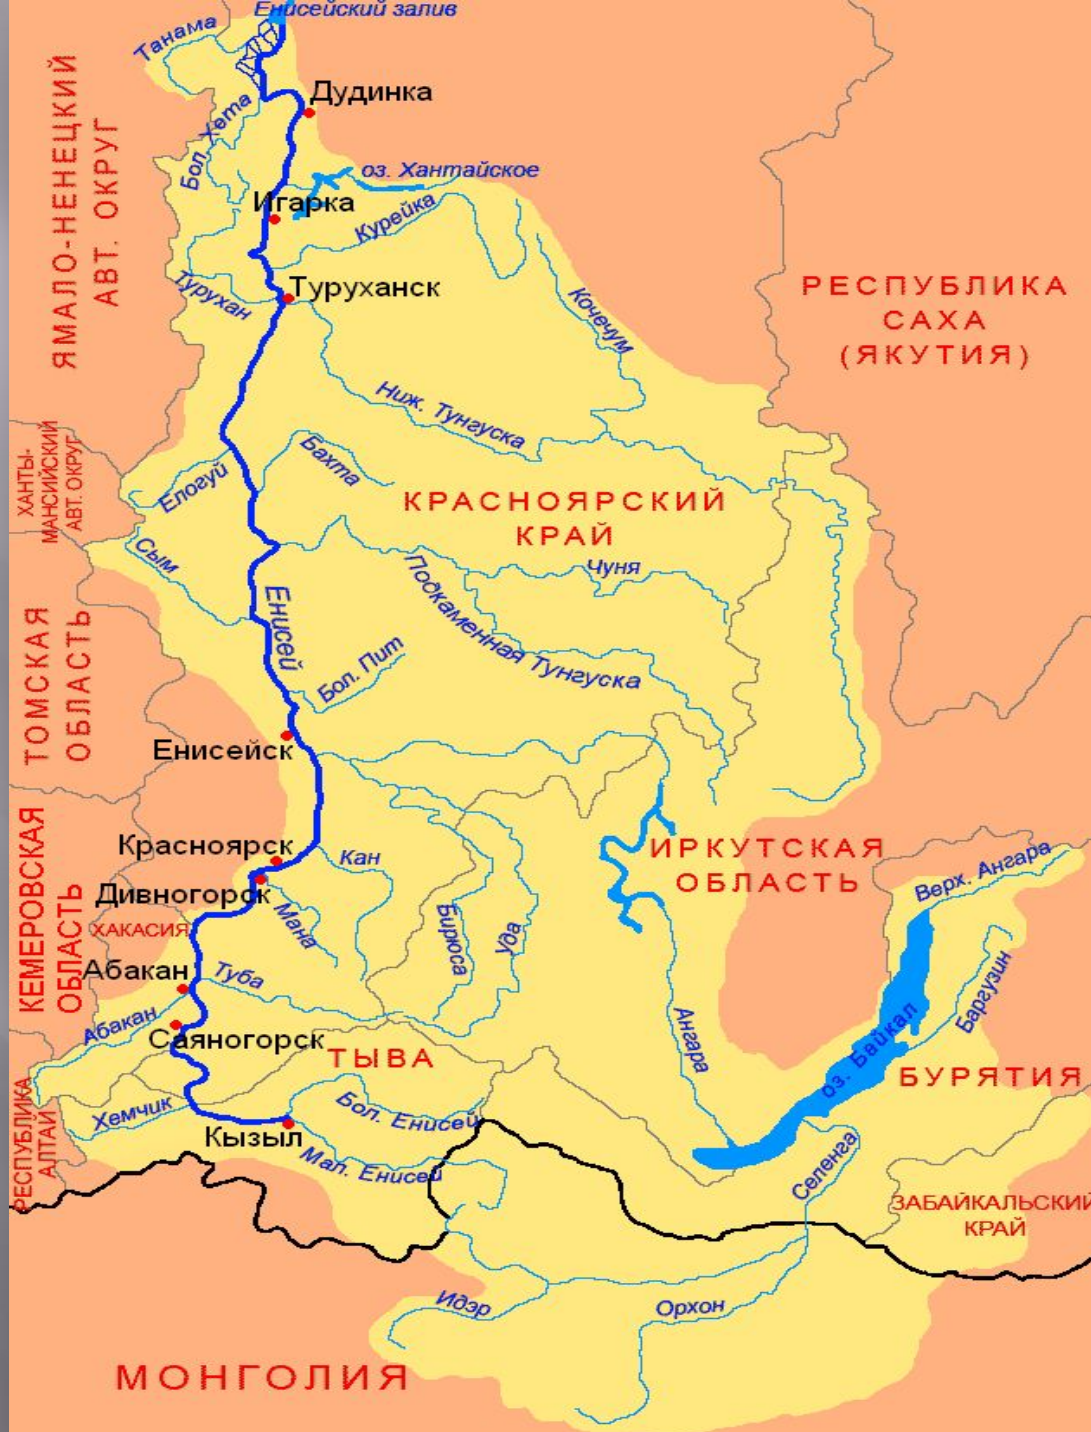 Енисейский залив
Танама
Дудинка
Бол. Хета
оз. Хантайское
Игарка
Курейка
ЯМАЛО-НЕНЕЦКИЙ
АВТ. ОКРУГ
Турухан
Туруханск
Кочечум
РЕСПУБЛИКА
САХА
(ЯКУТИЯ)
Ниж. Тунгуска
ХАНТЫ-
МАНСИЙСКИЙ
АВТ. ОКРУГ
Елогуй
Бахта
КРАСНОЯРСКИЙ
КРАЙ
Сым
Чуня
Подкаменная Тунгуска
Енисей
Бол. Пит
ТОМСКАЯ
ОБЛАСТЬ
Енисейск
Красноярск
Кан
ИРКУТСКАЯ
ОБЛАСТЬ
Верх. Ангара
Дивногорск
Мана
Бирюса
Уда
КЕМЕРОВСКАЯ
ОБЛАСТЬ
ХАКАСИЯ
Абакан
Туба
Баргузин
Абакан
Саяногорск
Ангара
оз. Байкал
ТЫВА
БУРЯТИЯ
РЕСПУБЛИКА
АЛТАЙ
Хемчик
Бол. Енисей
Кызыл
Мал. Енисей
Селенга
ЗАБАЙКАЛЬСКИЙ
КРАЙ
Идэр
Орхон
МОНГОЛИЯ